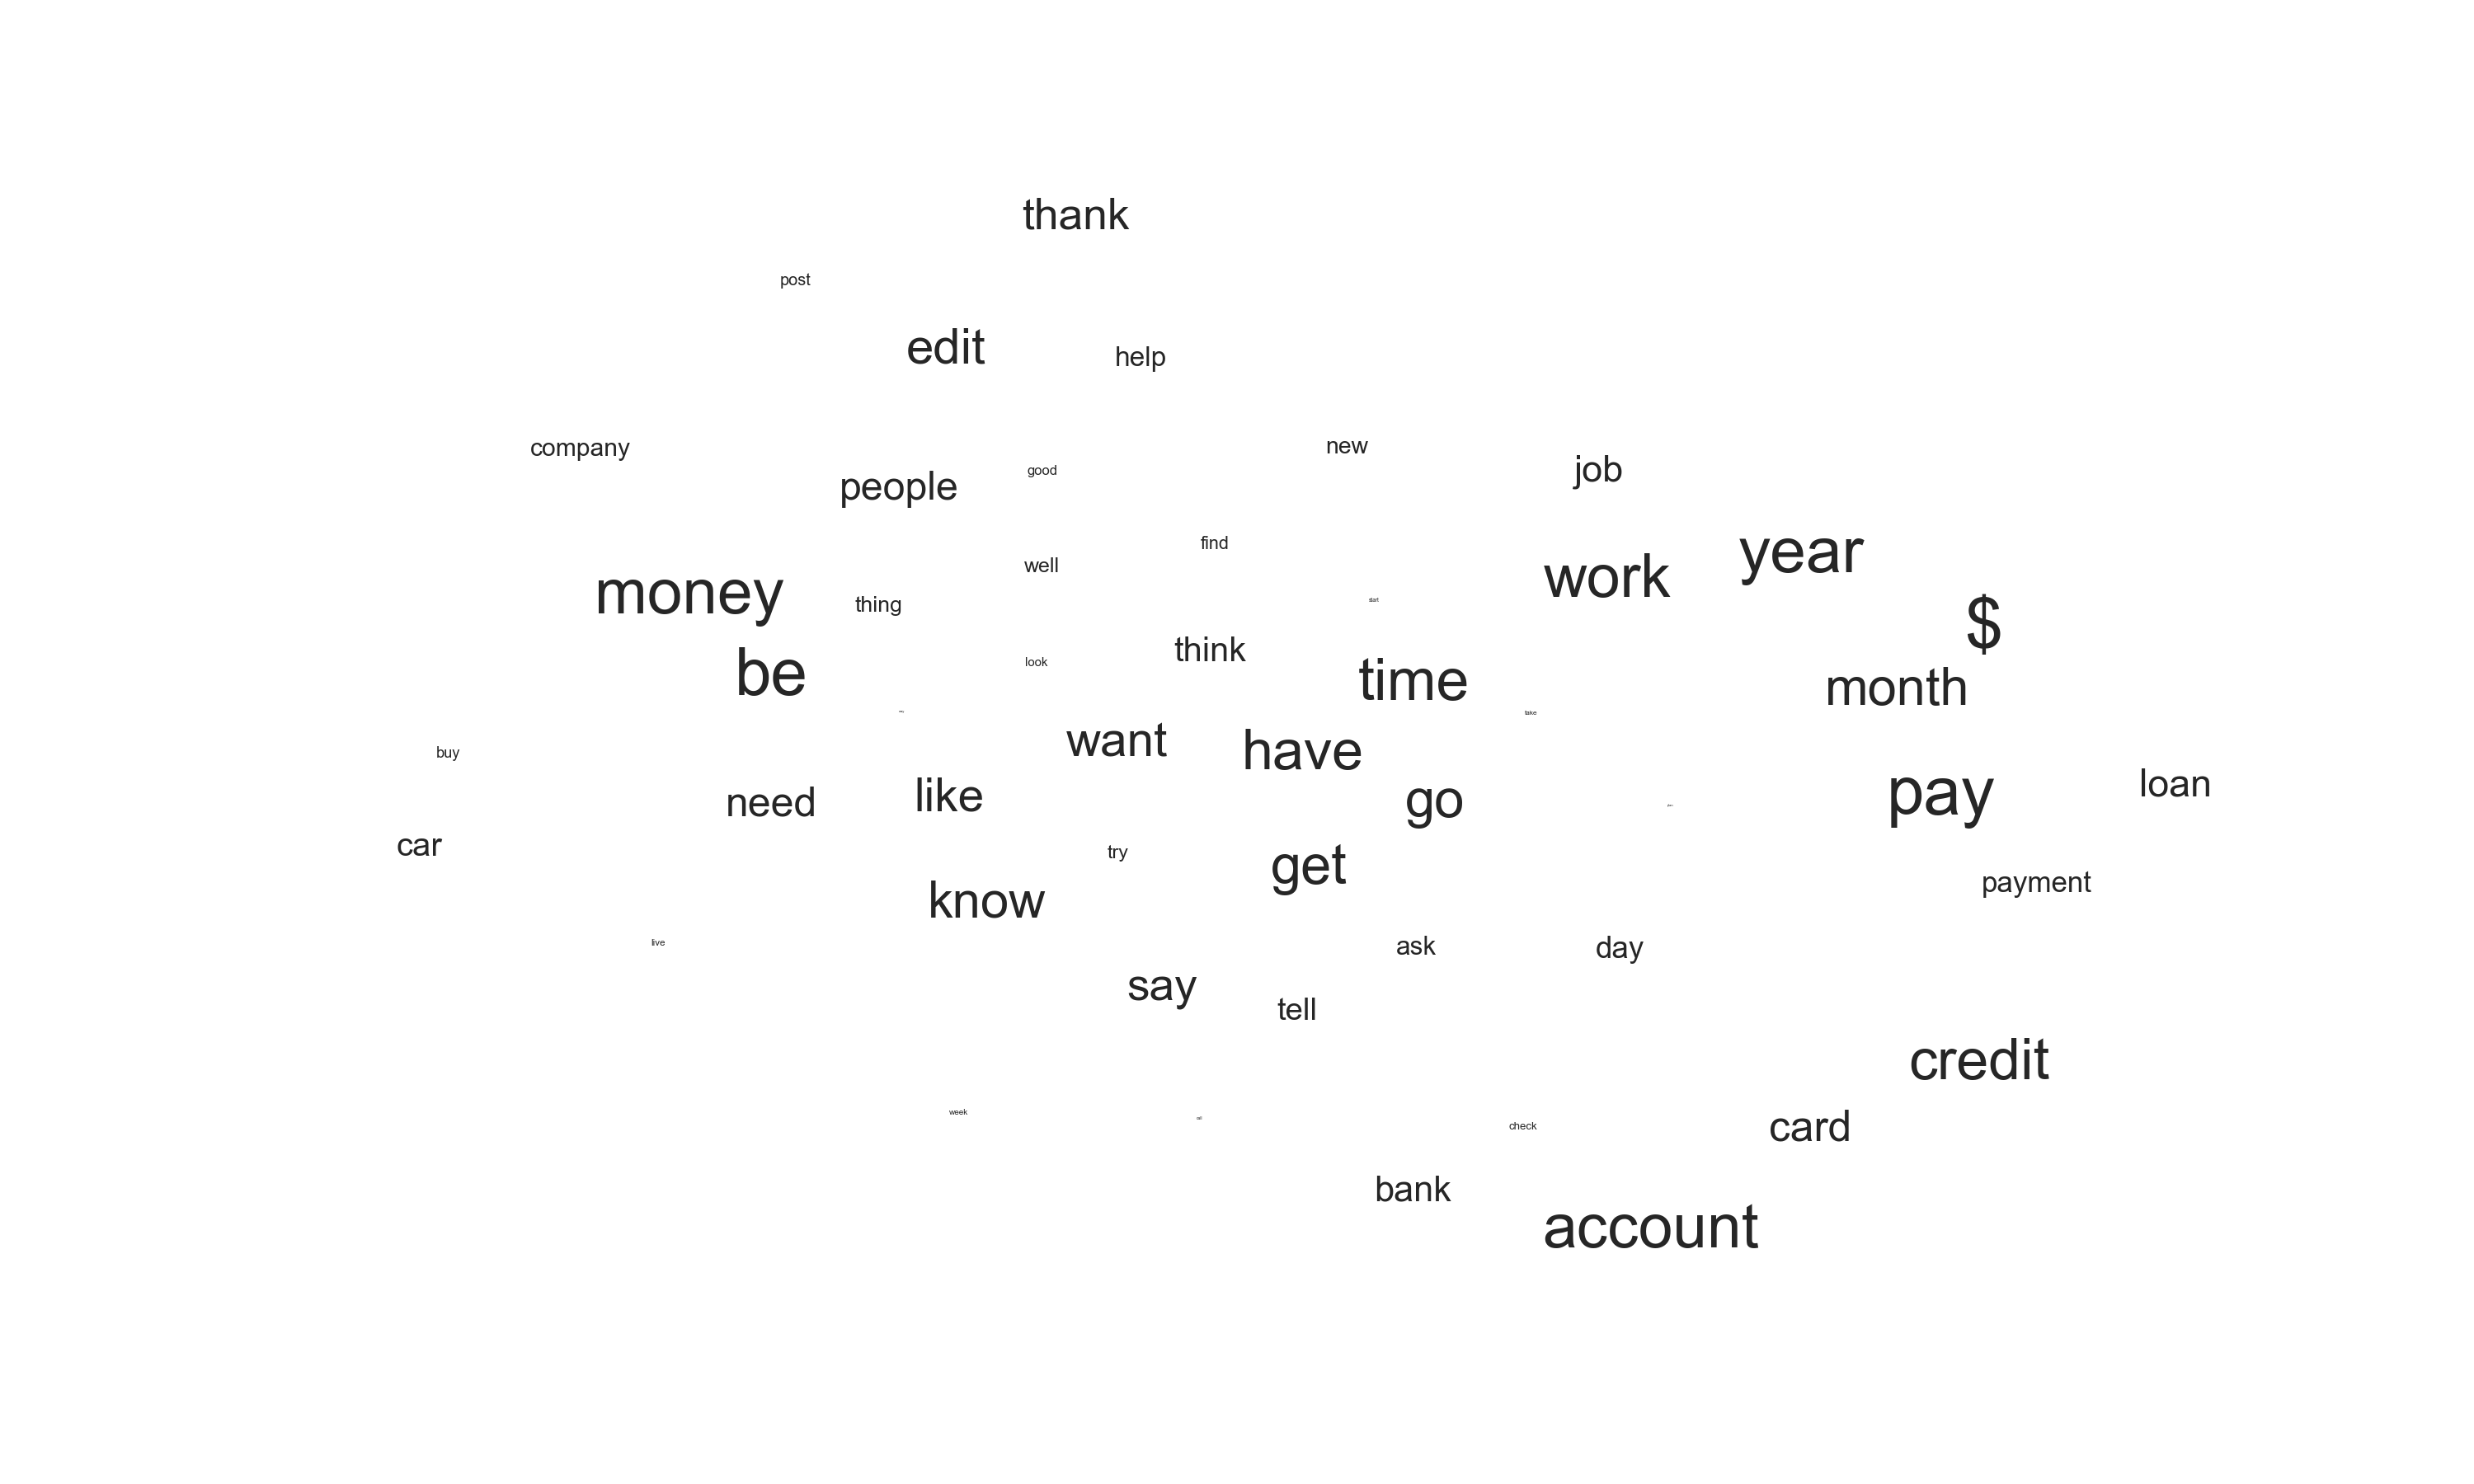 thank
post
edit
help
company
new
good
job
people
find
year
work
well
money
thing
start
$
think
look
be
time
month
take
want
have
buy
loan
pay
like
need
go
car
try
get
payment
know
live
ask
day
say
tell
credit
week
check
card
bank
account